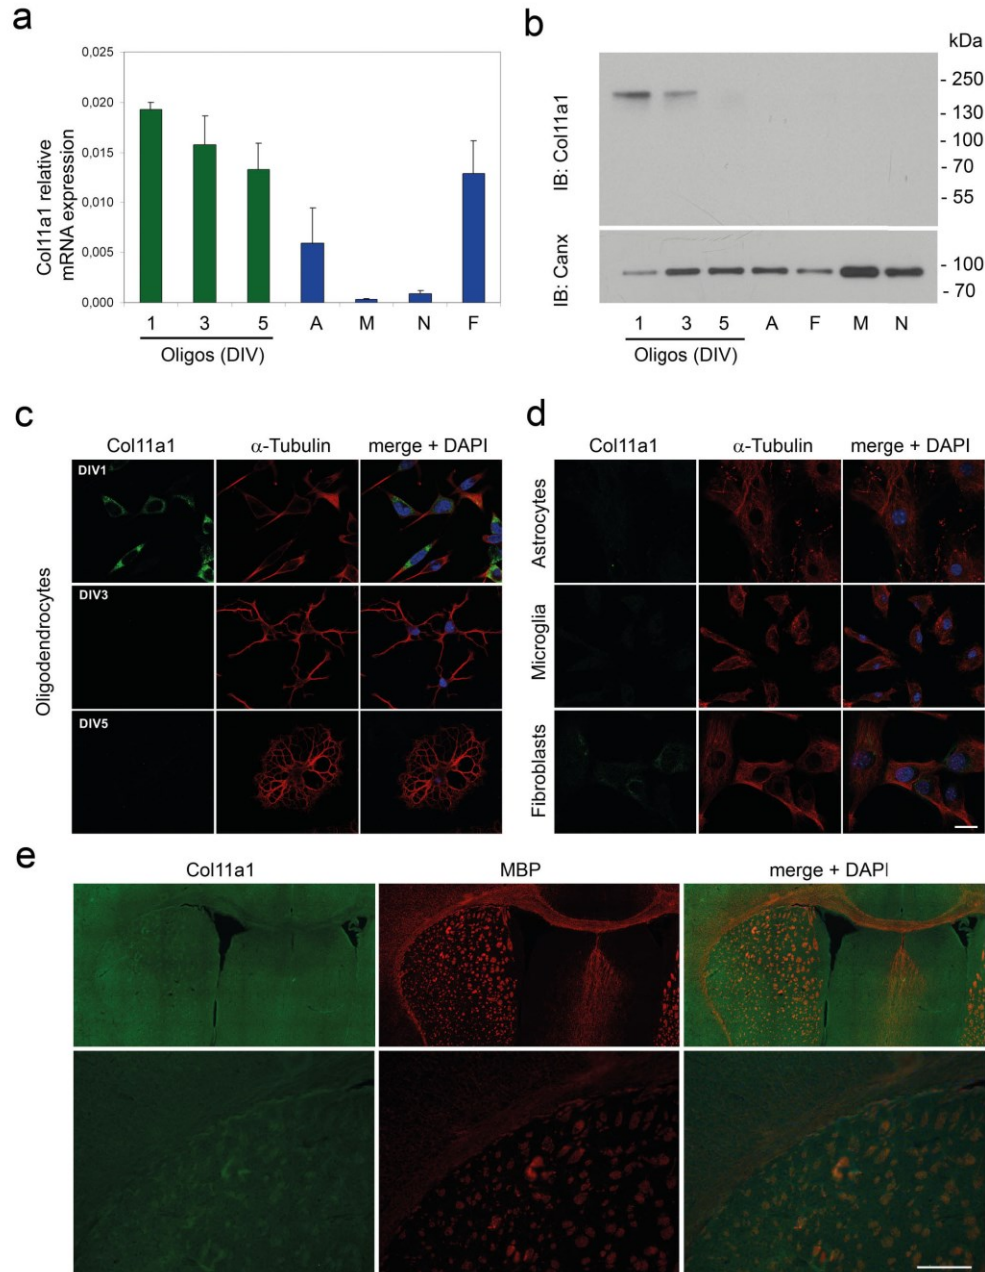 a
0,025
0,020
0,015
0,010
0,005
0,000
Col11a1 relative
mRNA expression
1 3 5 A M N F
Oligos (DIV)
b
kDa
IB: Col11a1
- 250
- 130
- 100
- 70
- 55
IB: Canx
- 100
- 70
1 3 5 A F M N
Oligos (DIV)
c
Col11a1 α-Tubulin merge + DAPI
Oligodendrocytes
DIV1
DIV3
DIV5
d
Col11a1 α-Tubulin merge + DAPI
Astrocytes
Microglia
Fibroblasts
e
Col11a1 MBP merge + DAPI